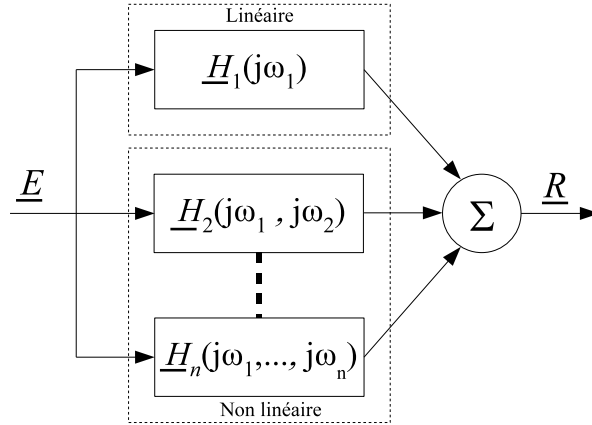 Linéaire
H₁(jω₁)
E
H₂(jω₁ , jω₂)
Σ
R
Hₙ(jω₁,..., jωₙ)
Non linéaire